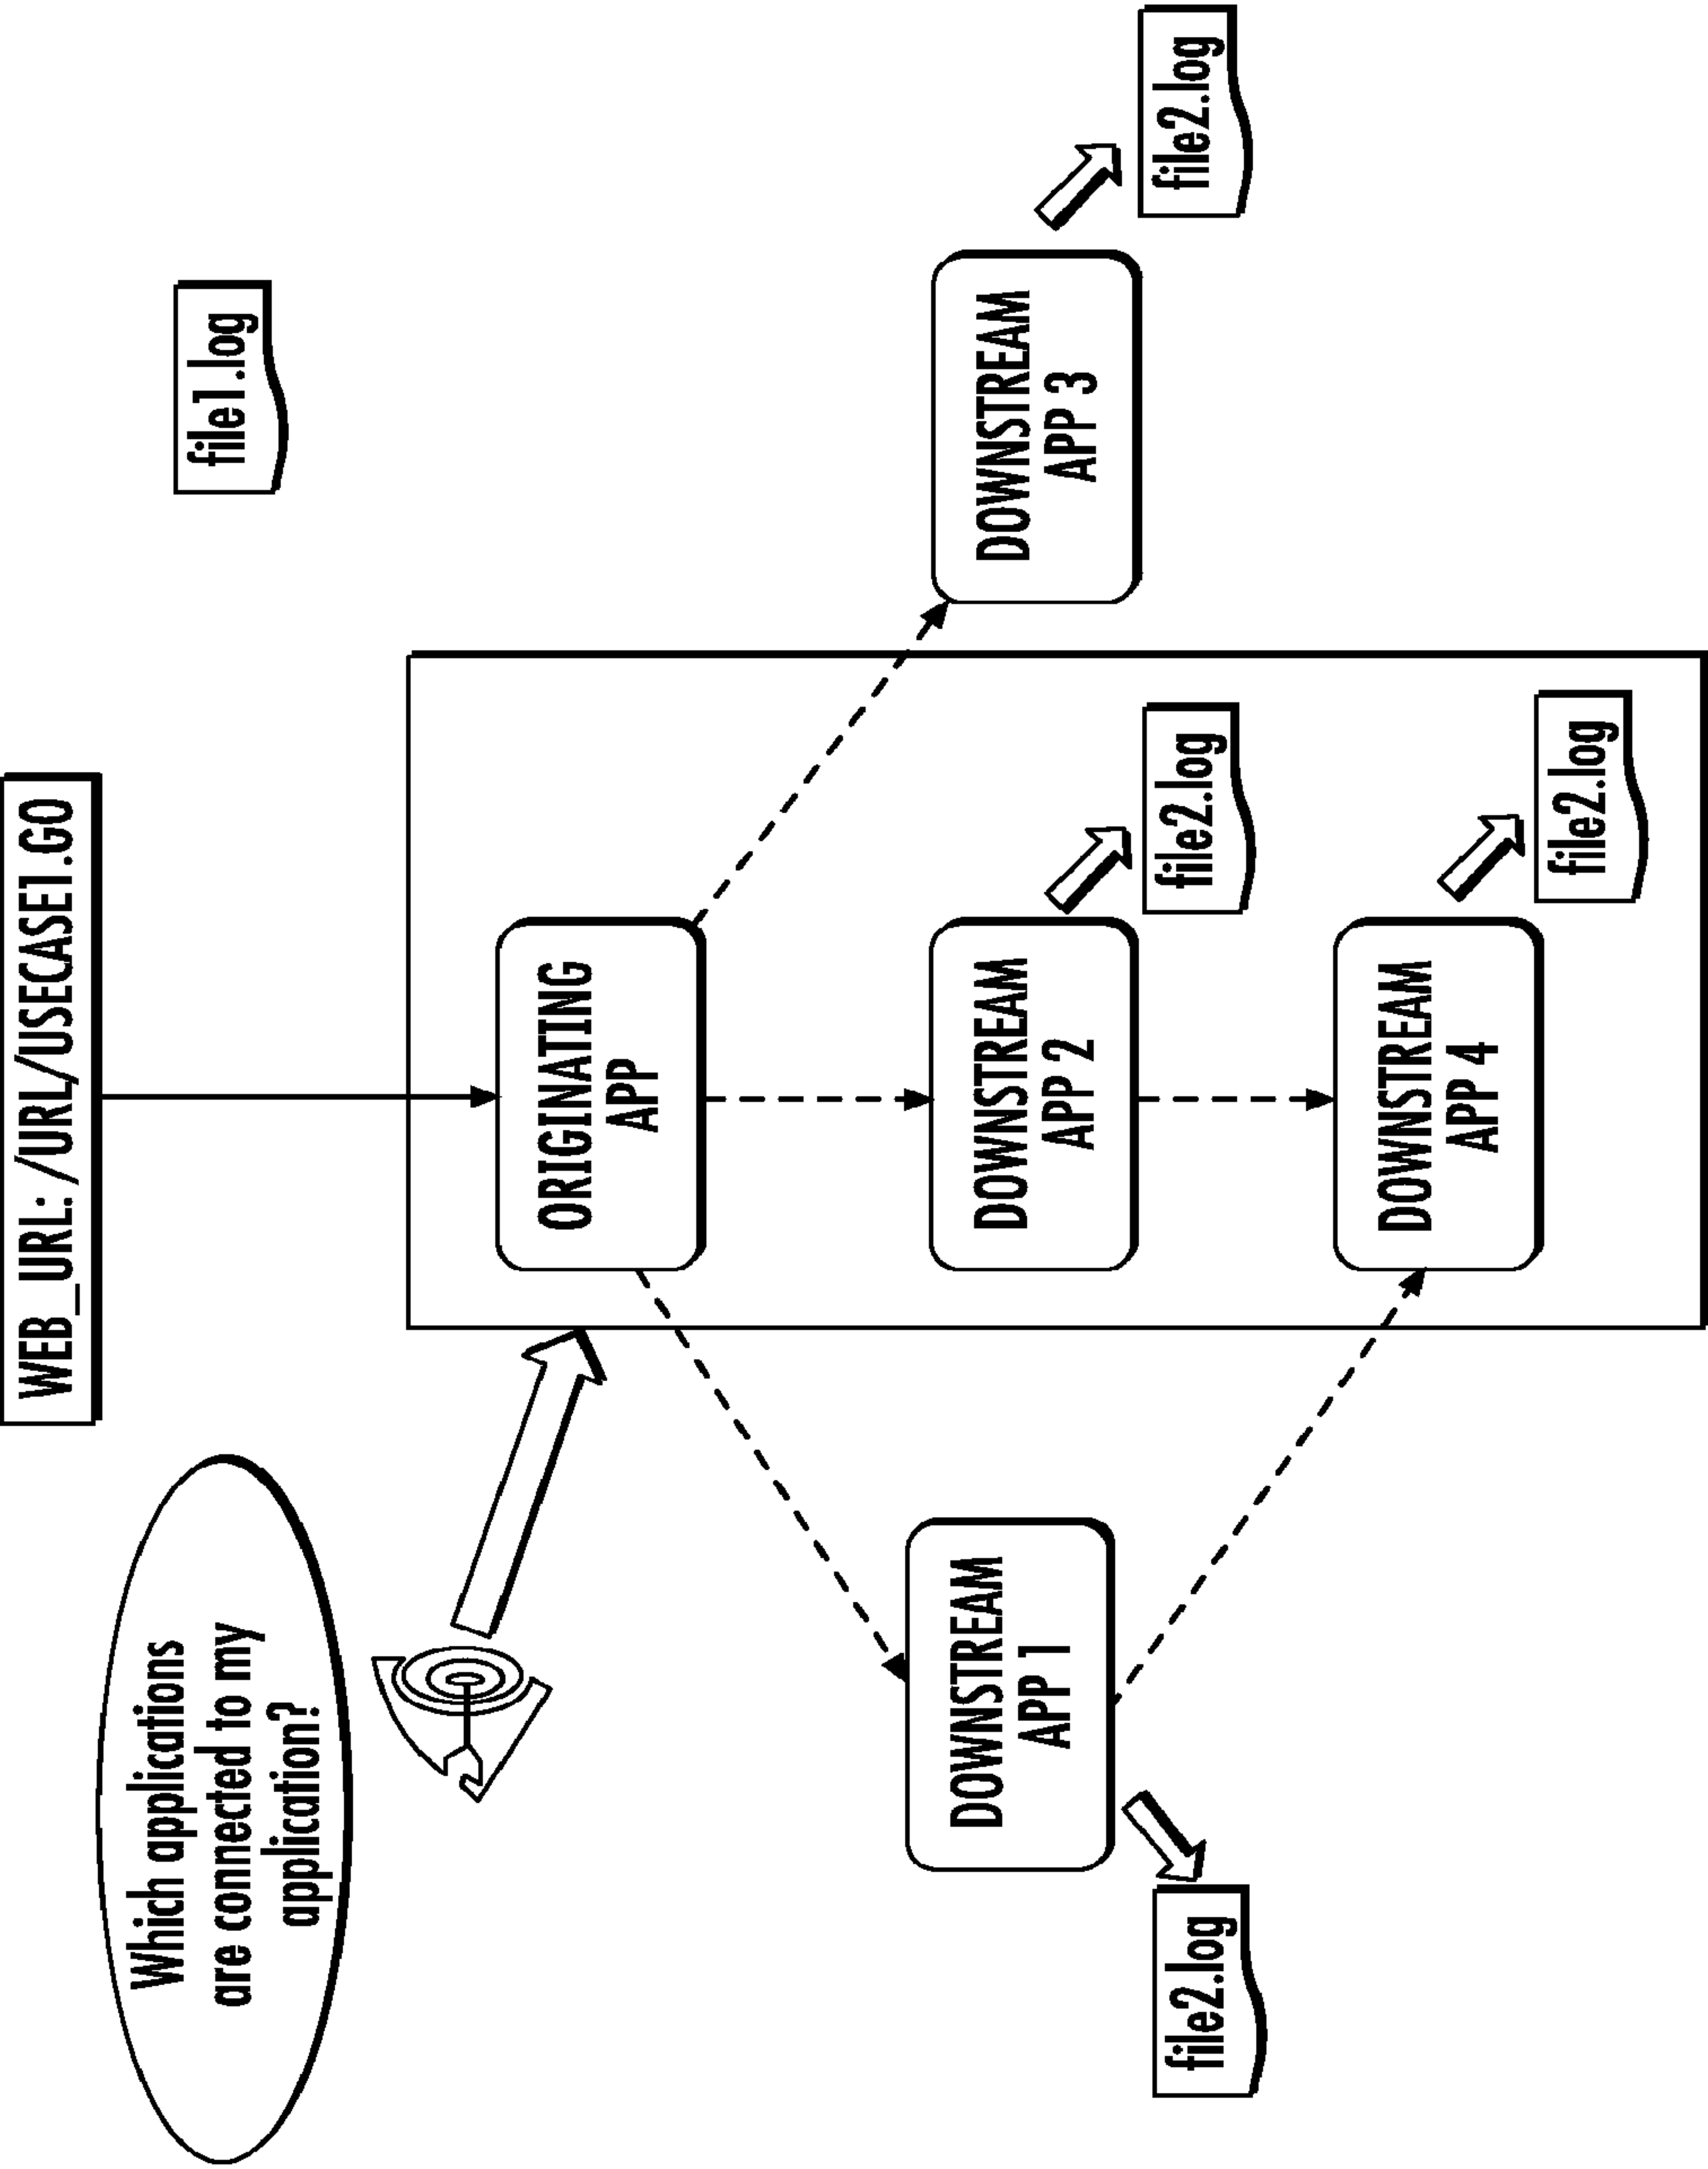 WEB_URL: /URL/USECASE1.GO
Which applications
are connected to my
application?
file1.log
ORIGINATING
APP
DOWNSTREAM
APP 1
DOWNSTREAM
APP 2
DOWNSTREAM
APP 3
file2.log
file2.log
file2.log
DOWNSTREAM
APP 4
file2.log